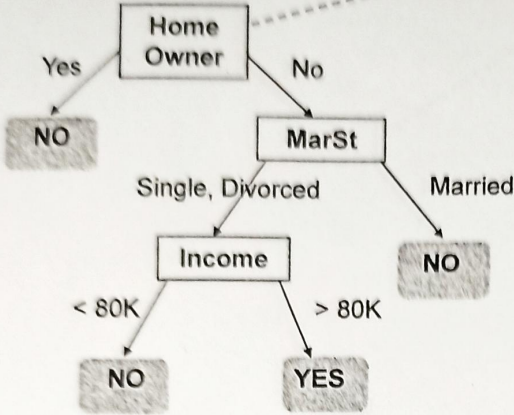 Home
Owner
Yes
No
NO
MarSt
Single, Divorced
Married
Income
NO
< 80K
> 80K
NO
YES